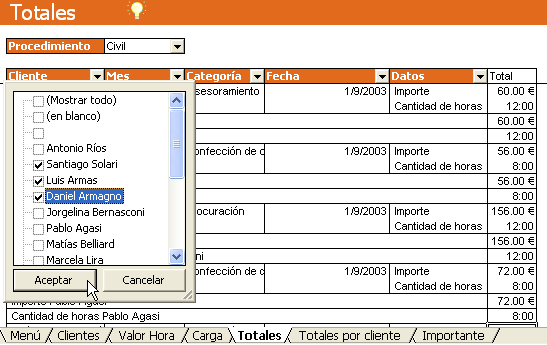 Totales
Procedimiento Civil
Cliente Mes Categoría Fecha Datos Total
sesoramiento 1/9/2003 Importe 60.00 €
Cantidad de horas 12:00
60.00 €
12:00
onfección de c 1/9/2003 Importe 56.00 €
Cantidad de horas 8:00
56.00 €
8:00
ocuración 1/9/2003 Importe 156.00 €
Cantidad de horas 12:00
156.00 €
ni 12:00
onfección de c 1/9/2003 Importe 72.00 €
Cantidad de horas 8:00
72.00 €
Cantidad de horas Pablo Agasi 8:00
(Mostrar todo)
(en blanco)
Antonio Ríos
Santiago Solari
Luis Armas
Daniel Armagno
Jorgelina Bernasconi
Pablo Agasi
Matías Belliard
Marcela Lira
Aceptar Cancelar
Menú Clientes Valor Hora Carga Totales Totales por cliente Importante